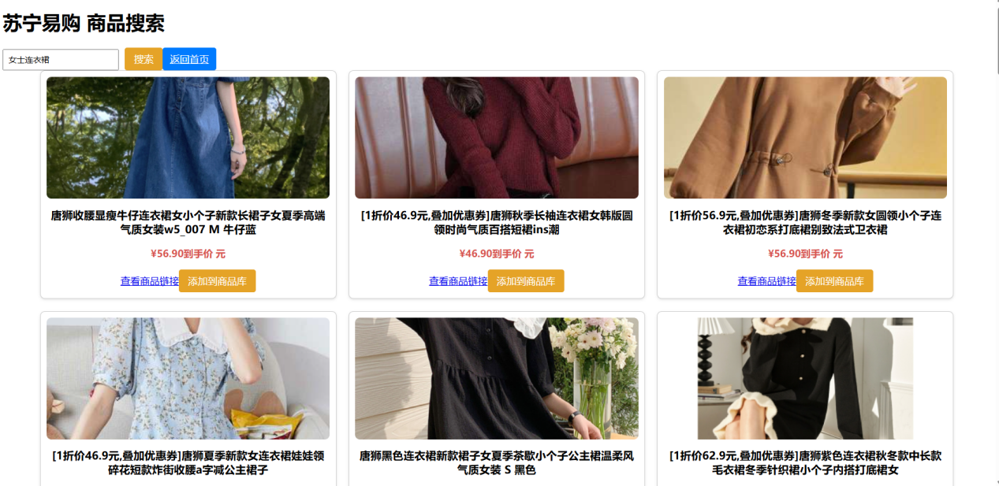 苏宁易购 商品搜索
女士连衣裙
搜索
返回首页
唐狮收腰显瘦牛仔连衣裙女小个子新款长裙子女夏季高端
气质女装w5_007 M 牛仔蓝
¥56.90到手价 元
查看商品链接
添加到商品库
[1折价46.9元,叠加优惠券]唐狮秋季长袖连衣裙女韩版圆
领时尚气质百搭短裙ins潮
¥46.90到手价 元
查看商品链接
添加到商品库
[1折价56.9元,叠加优惠券]唐狮冬季新款女圆领小个子连
衣裙初恋系打底裙别致法式卫衣裙
¥56.90到手价 元
查看商品链接
添加到商品库
[1折价46.9元,叠加优惠券]唐狮夏季新款女连衣裙娃娃领
碎花短款炸街收腰a字减公主裙子
唐狮黑色连衣裙新款裙子女夏季茶歇小个子公主裙温柔风
气质女装 S 黑色
[1折价62.9元,叠加优惠券]唐狮紫色连衣裙秋冬款中长款
毛衣裙冬季针织裙小个子内搭打底裙女